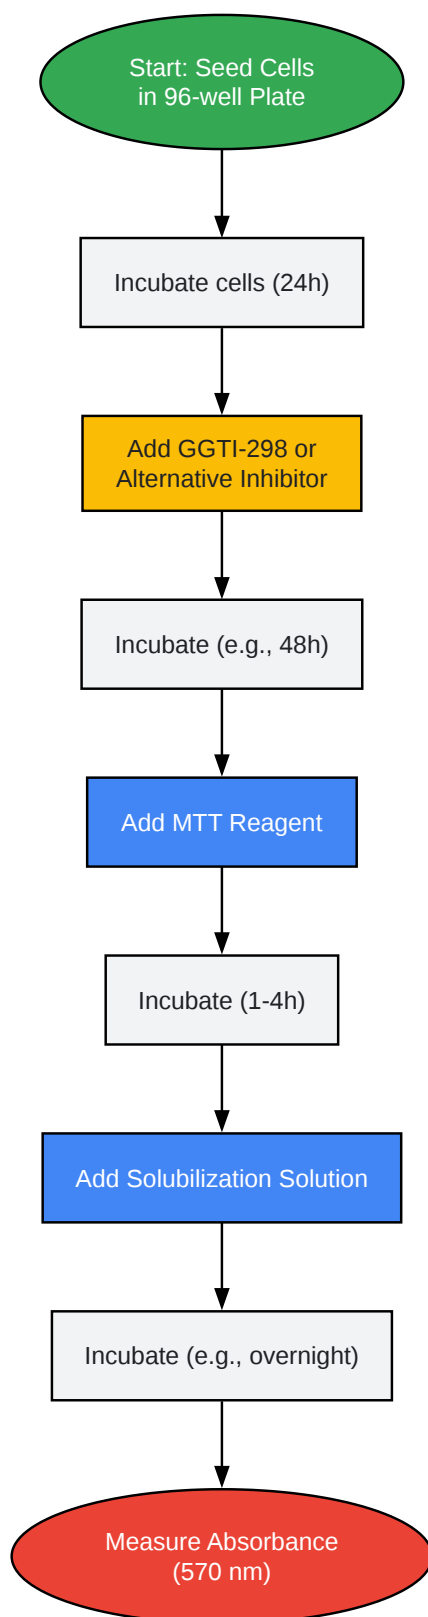 Start: Seed Cells
in 96-well Plate
Incubate cells (24h)
Add GGTI-298 or
Alternative Inhibitor
Incubate (e.g., 48h)
Add MTT Reagent
Incubate (1-4h)
Add Solubilization Solution
Incubate (e.g., overnight)
Measure Absorbance
(570 nm)